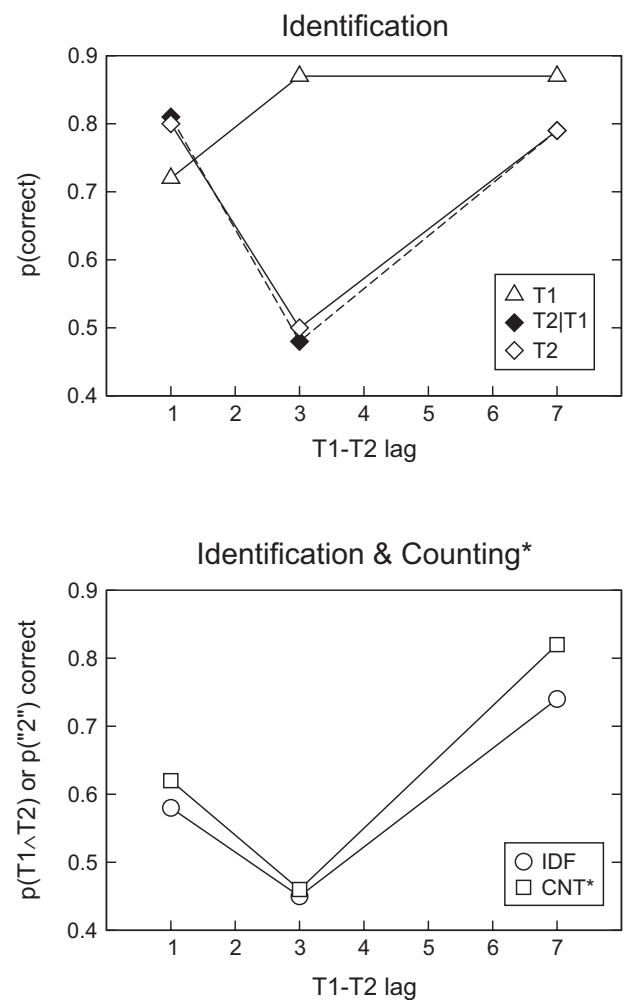 Identification
0.9
0.8
0.7
0.6
0.5
0.4
p(correct)
T1
T2|T1
T2
1 2 3 4 5 6 7
T1-T2 lag
Identification & Counting*
0.9
0.8
0.7
0.6
0.5
0.4
p(T1∧T2) or p("2") correct
IDF
CNT*
1 2 3 4 5 6 7
T1-T2 lag